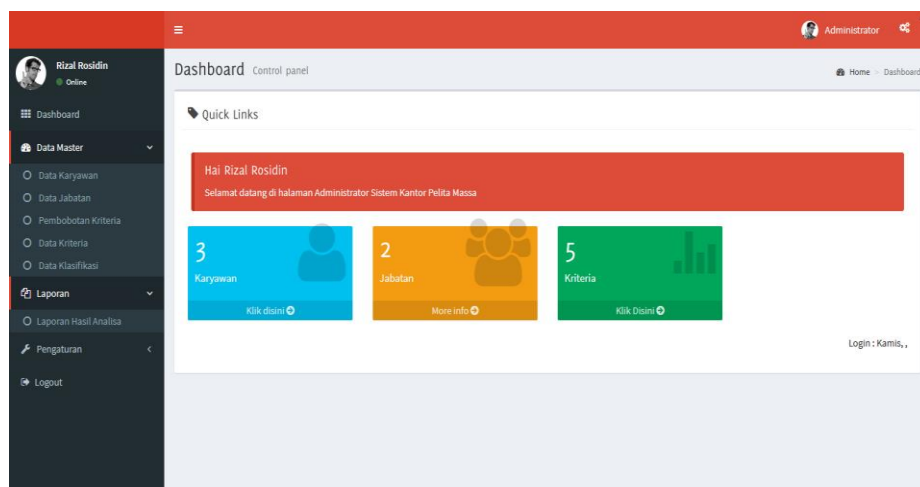 Administrator
Rizal Rosidin
Online
Dashboard
Data Master
Data Karyawan
Data Jabatan
Pembobotan Kriteria
Data Kriteria
Data Klasifikasi
Laporan
Laporan Hasil Analisa
Pengaturan
Logout
Dashboard Control panel
Home > Dashboard
Quick Links
Hai Rizal Rosidin
Selamat datang di halaman Administrator Sistem Kantor Pelita Massa
3
Karyawan
Klik disini
2
Jabatan
More info
5
Kriteria
Klik Disini
Login : Kamis, ,